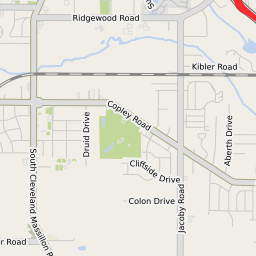 Ridgewood Road
Kibler Road
Copley Road
Druid Drive
Aberth Drive
Cliffside Drive
South Cleveland Massillon R
Jacoby Road
Colon Drive
r Road